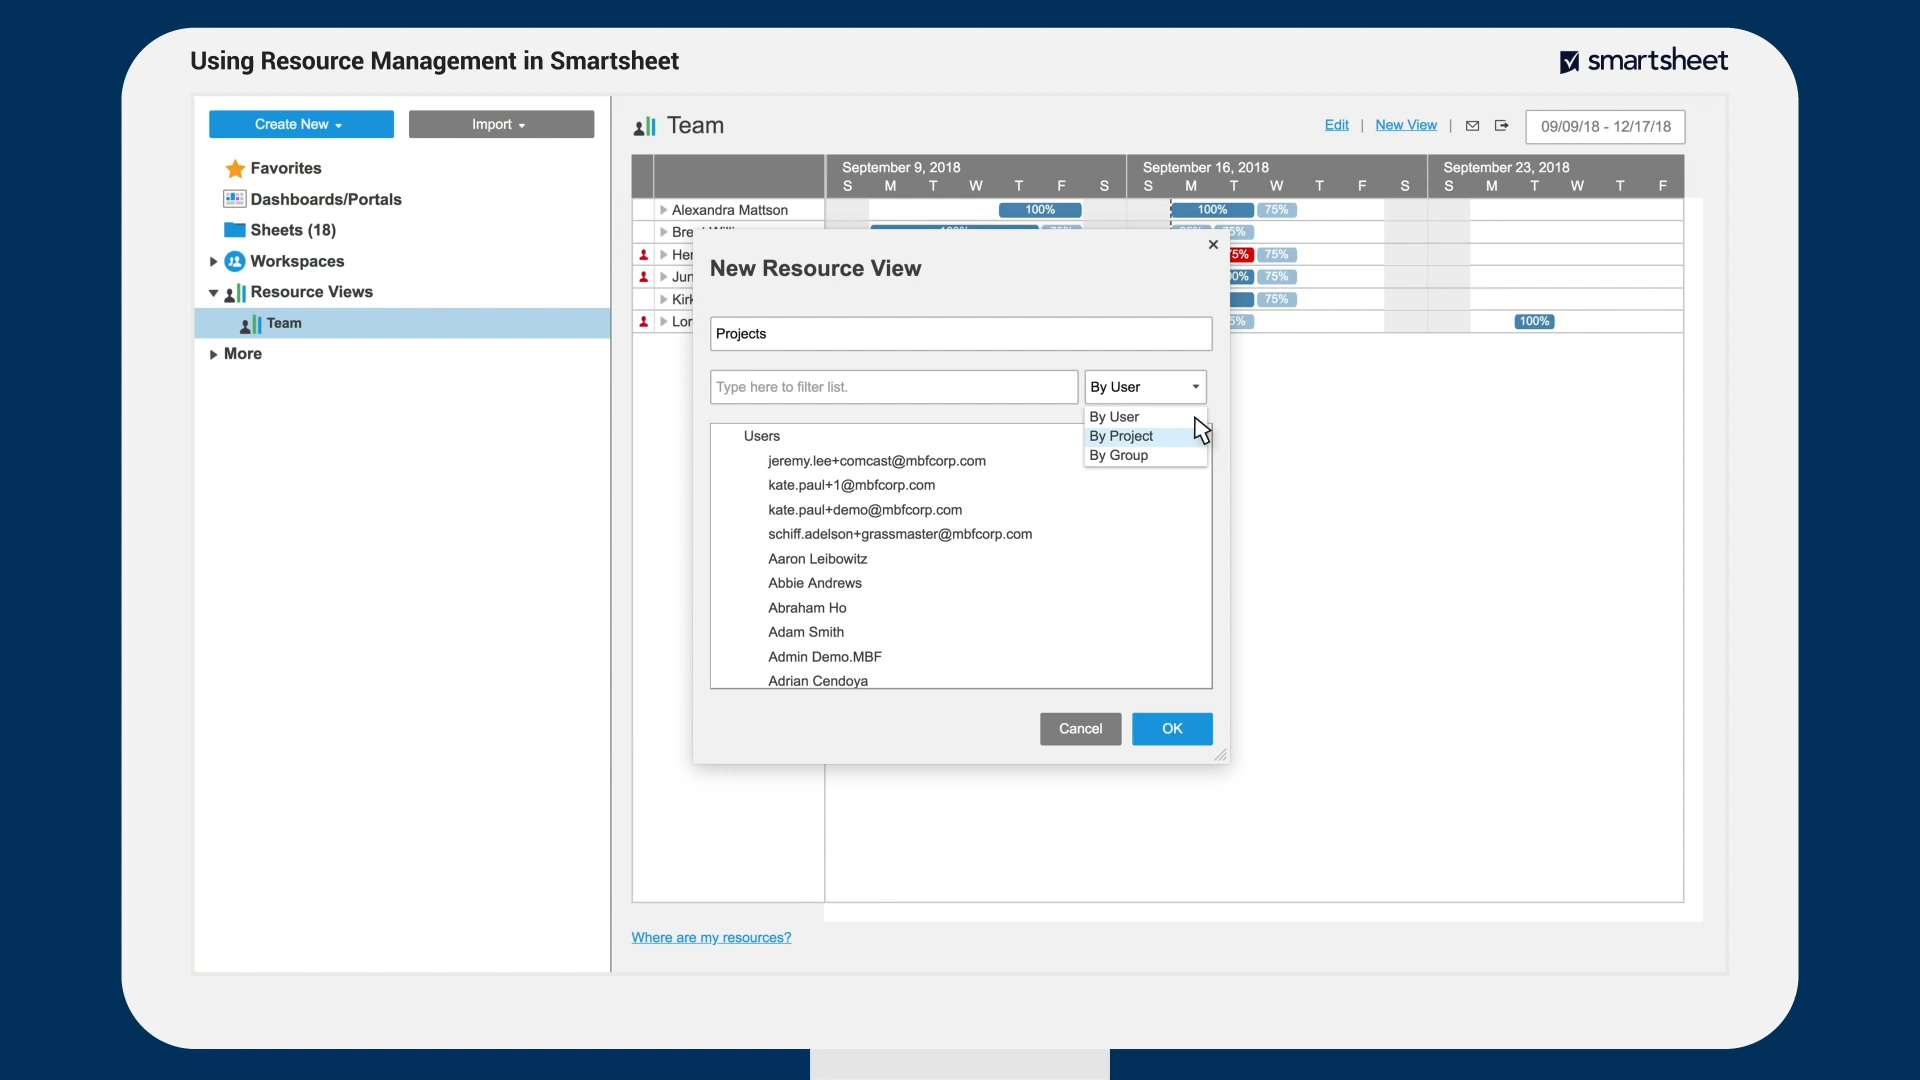 Using Resource Management in Smartsheet
smartsheet
Create New
Import
Favorites
Dashboards/Portals
Sheets (18)
Workspaces
Resource Views
Team
More
Team
Edit | New View |
09/09/18 - 12/17/18
September 9, 2018
September 16, 2018
September 23, 2018
S M T W T F S S M T W T F S S M T W T F
Alexandra Mattson
100%
100%
75%
75%
75%
75%
75%
100%
New Resource View
Projects
Type here to filter list.
By User
By User
By Project
By Group
Users
jeremy.lee+comcast@mbfcorp.com
kate.paul+1@mbfcorp.com
kate.paul+demo@mbfcorp.com
schiff.adelson+grassmaster@mbfcorp.com
Aaron Leibowitz
Abbie Andrews
Abraham Ho
Adam Smith
Admin Demo.MBF
Adrian Cendoya
Cancel
OK
Where are my resources?